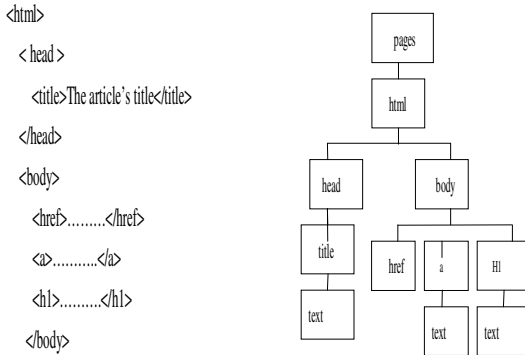 <html>
< head >
<title>The article's title</title>
</head>
<body>
<href>.........</href>
<a>...........</a>
<h1>..........</h1>
</body>
pages
html
head body
title href a H1
text text text